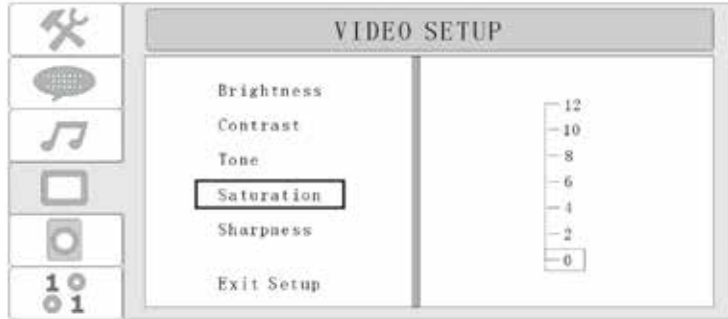 VIDEO SETUP
Brightness
Contrast
Tone
Saturation
Sharpness
Exit Setup
12
10
8
6
4
2
0
1 0
0 1